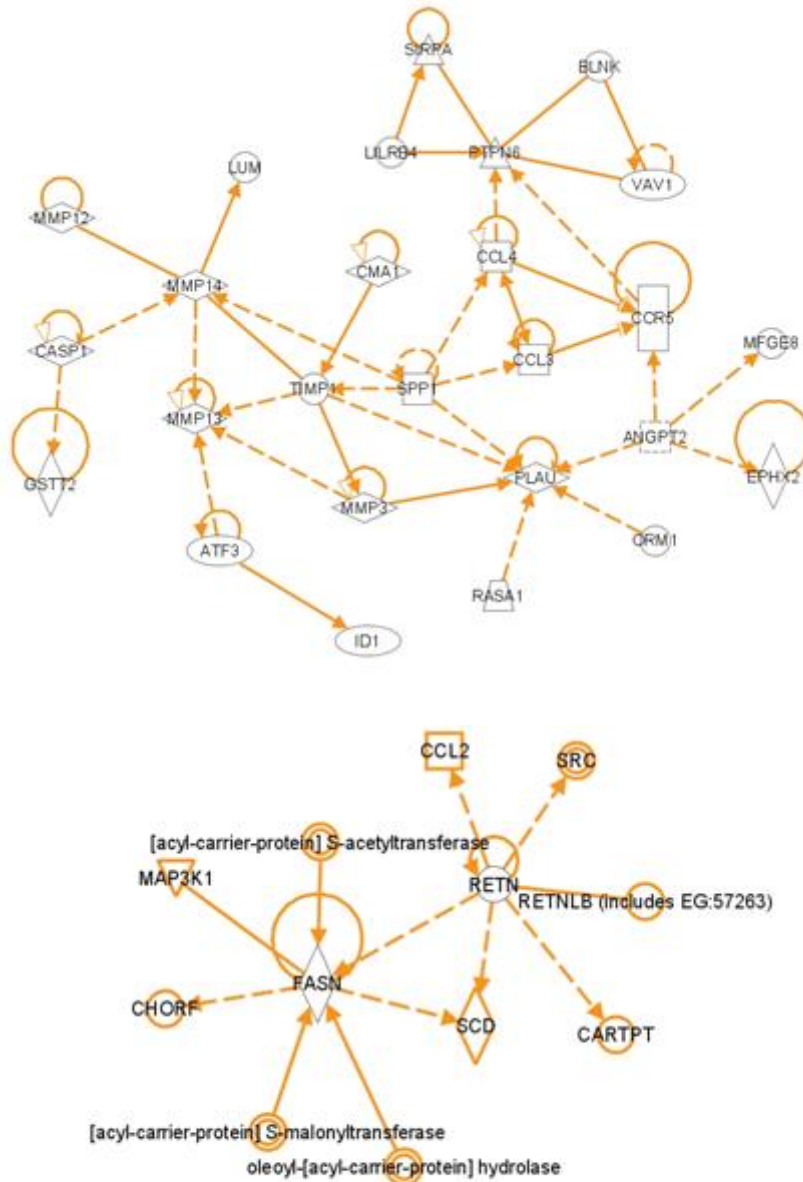 SIRPA
BLNK
LILRB4
PTPN6
LUM
VAV1
MMP12
CCL4
CMA1
MMP14
CCR5
MFGE8
CASP1
CCL3
TIMP1
SPP1
MMP13
ANGPT2
GSTT2
PLAU
EPHX2
MMP3
ORM1
ATF3
RASA1
ID1
CCL2
SRC
[acyl-carrier-protein] S-acetyltransferase
MAP3K1
RETN
RETNLB (includes EG:57263)
FASN
CHORF
SCD
CARTPT
[acyl-carrier-protein] S-malonyltransferase
oleoyl-[acyl-carrier-protein] hydrolase